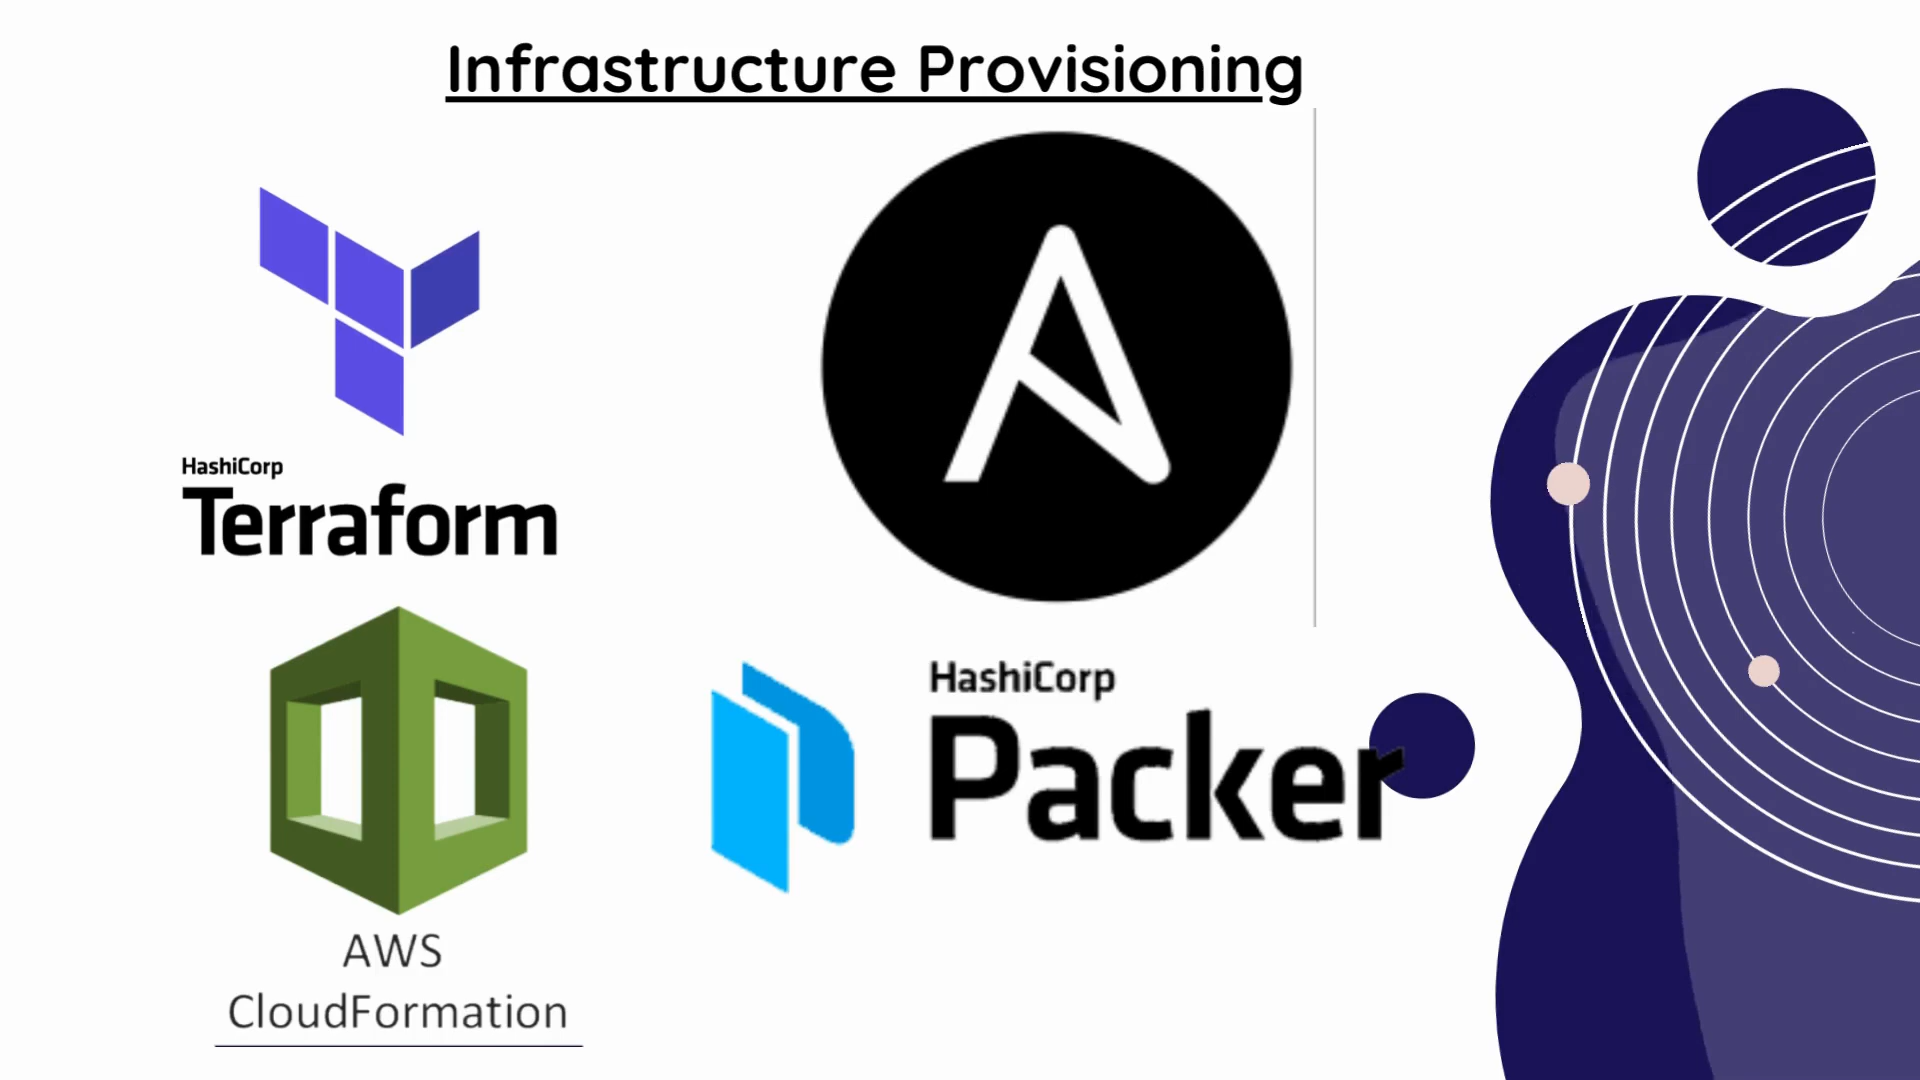 Infrastructure Provisioning
HashiCorp
Terraform
AWS
CloudFormation
HashiCorp
Packer